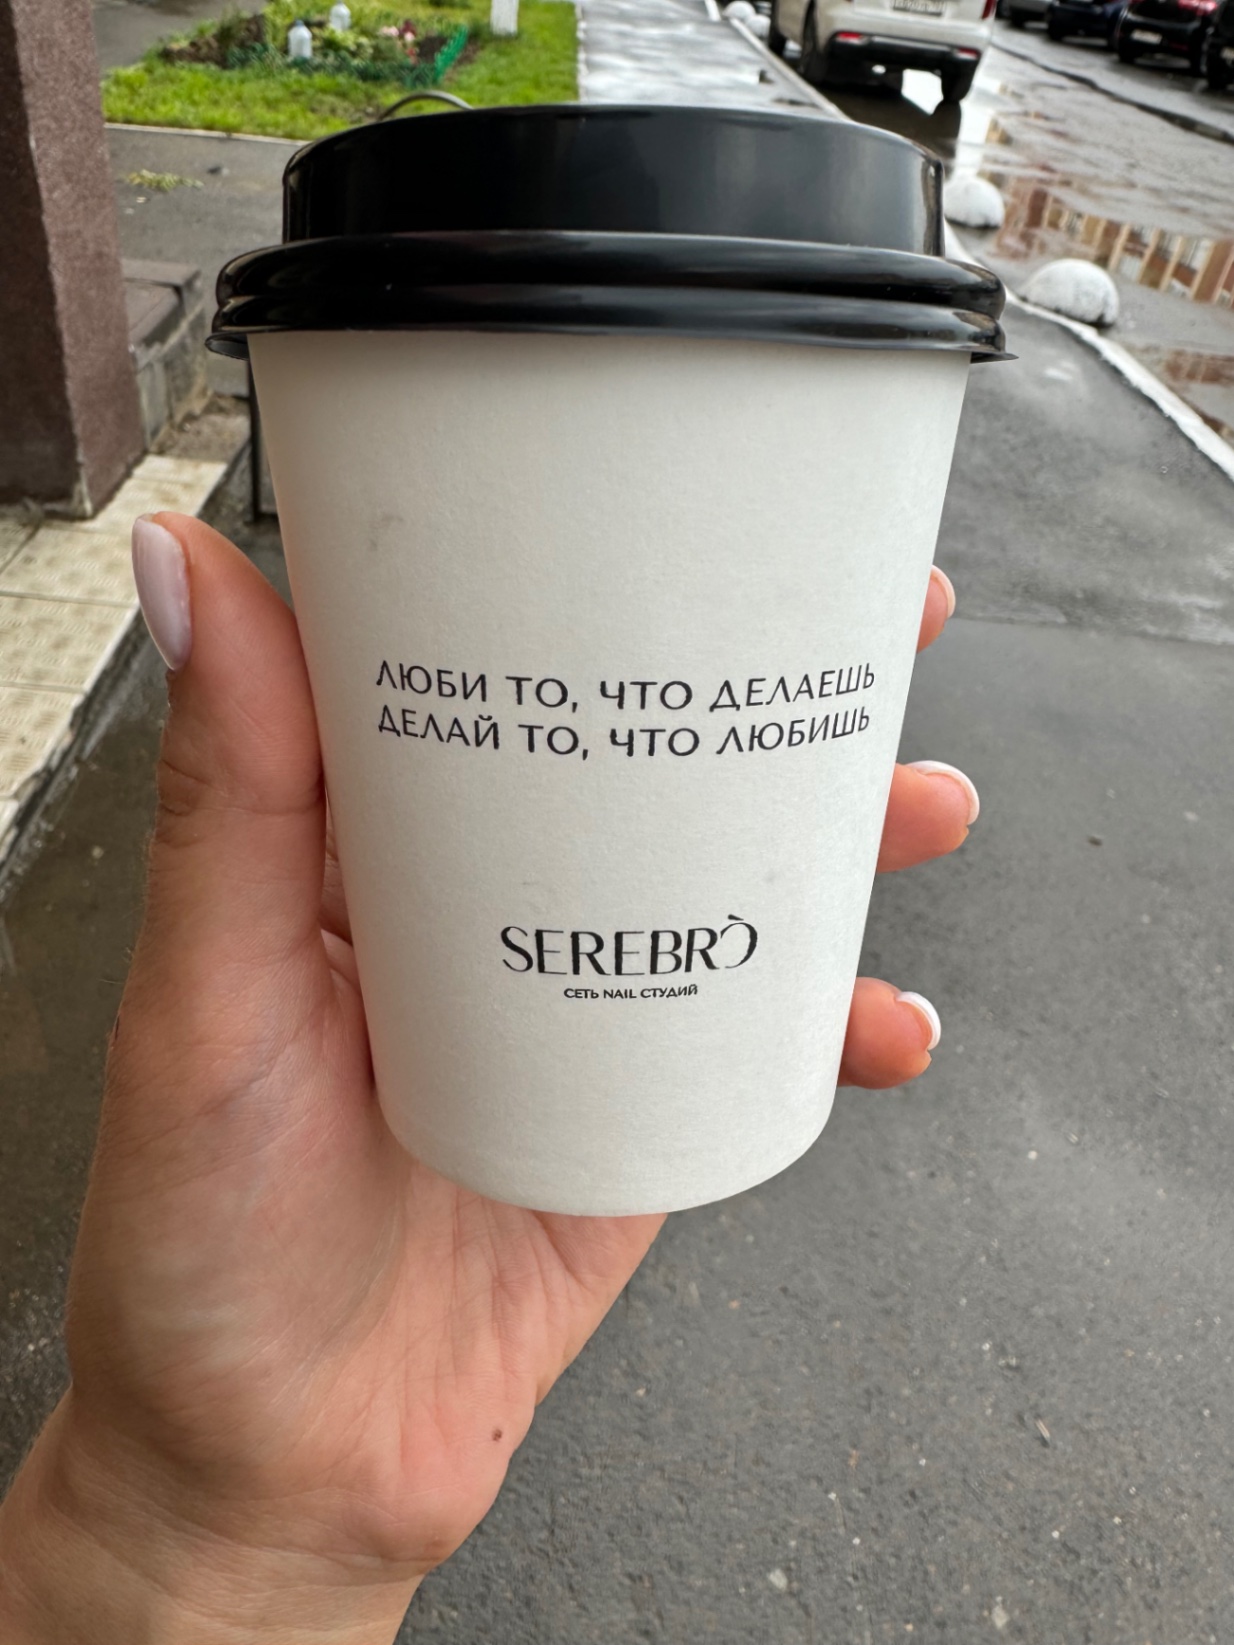 ЛЮБИ ТО, ЧТО ДЕЛАЕШЬ
ДЕЛАЙ ТО, ЧТО ЛЮБИШЬ
SEREBRÒ
СЕТЬ NAIL СТУДИЙ